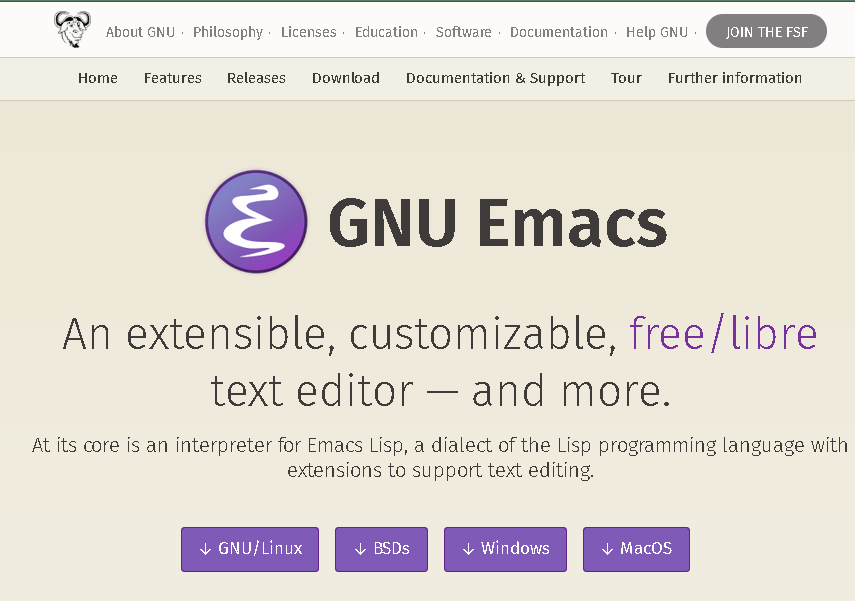 About GNU · Philosophy · Licenses · Education · Software · Documentation · Help GNU · JOIN THE FSF
Home Features Releases Download Documentation & Support Tour Further information
GNU Emacs
An extensible, customizable, free/libre
text editor — and more.
At its core is an interpreter for Emacs Lisp, a dialect of the Lisp programming language with
extensions to support text editing.
↓ GNU/Linux ↓ BSDs ↓ Windows ↓ MacOS